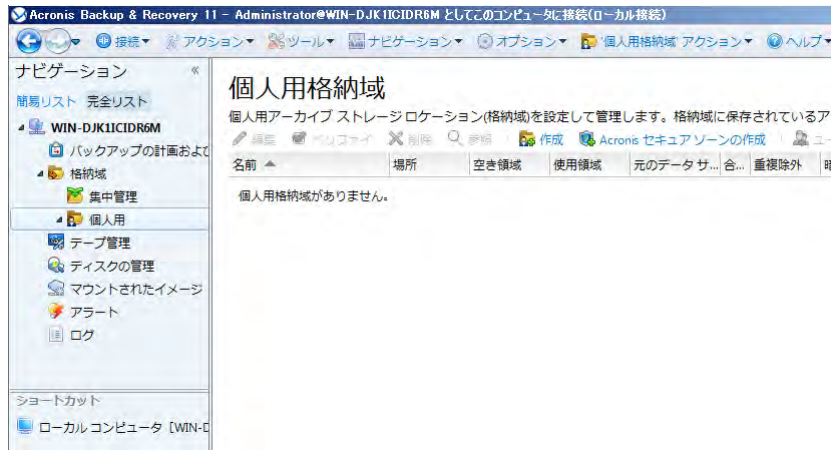 Acronis Backup & Recovery 11 - Administrator@WIN-DJK1ICIDR6M としてこのコンピュータに接続(ローカル接続)
接続 アクション ツール ナビゲーション オプション '個人用格納域' アクション ヘルプ
ナビゲーション
簡易リスト 完全リスト
WIN-DJK1ICIDR6M
バックアップの計画およ
格納域
集中管理
個人用
テープ管理
ディスクの管理
マウントされたイメージ
アラート
ログ
ショートカット
ローカル コンピュータ [WIN-D
個人用格納域
個人用アーカイブ ストレージ ロケーション(格納域)を設定して管理します。格納域に保存されているア
編集 ベリファイ 削除 参照 作成 Acronis セキュア ゾーンの作成 ユー
名前 場所 空き領域 使用領域 元のデータ サ... 合... 重複除外
個人用格納域がありません。